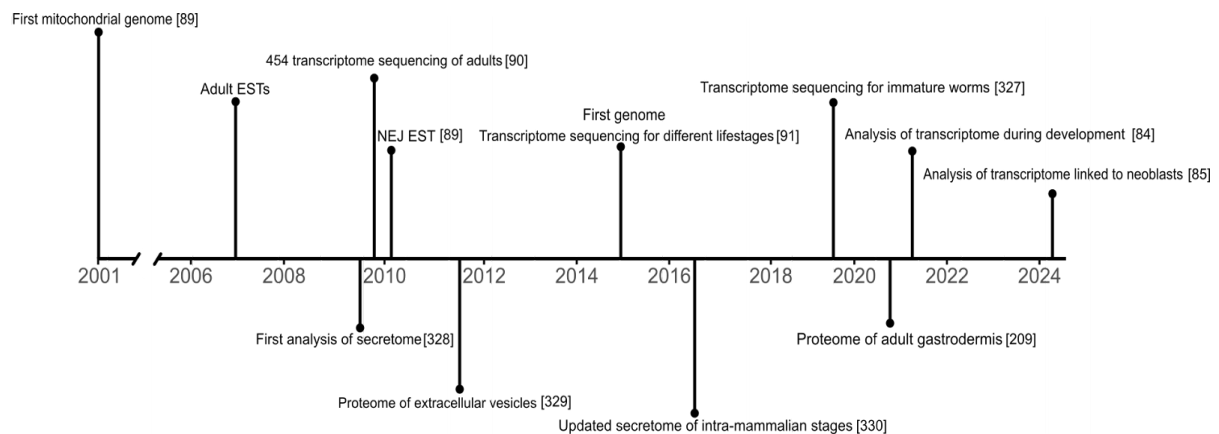 First mitochondrial genome [89]
454 transcriptome sequencing of adults [90]
Adult ESTs
Transcriptome sequencing for immature worms [327]
First genome
NEJ EST [89]
Transcriptome sequencing for different lifestages [91]
Analysis of transcriptome during development [84]
Analysis of transcriptome linked to neoblasts [85]
2001 2006 2008 2010 2012 2014 2016 2018 2020 2022 2024
First analysis of secretome [328]
Proteome of adult gastrodermis [209]
Proteome of extracellular vesicles [329]
Updated secretome of intra-mammalian stages [330]